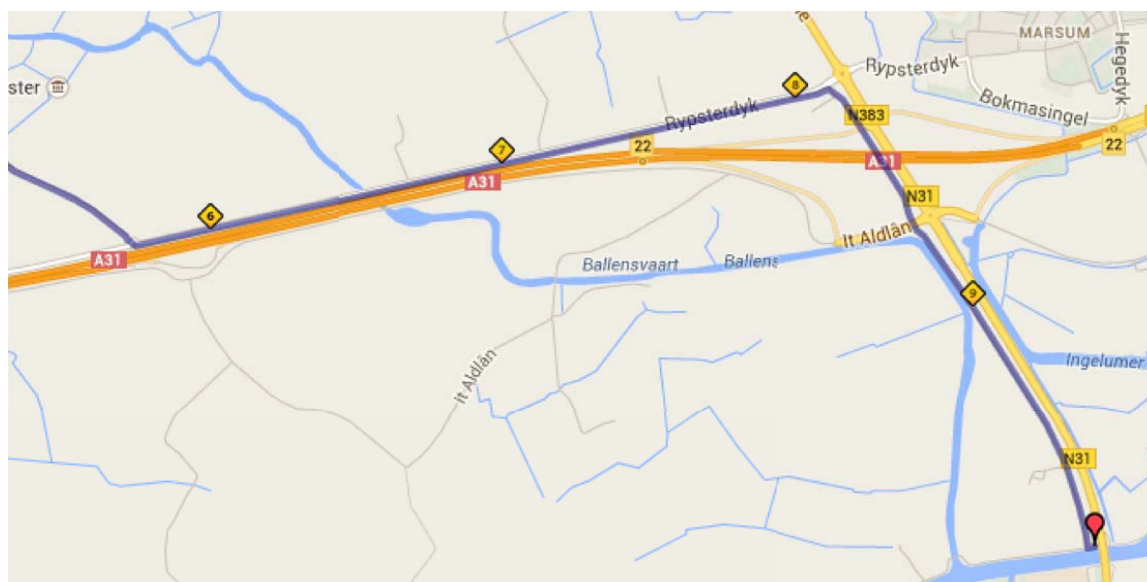 MARSUM
Hegedyk
Rypsterdyk
ster
8
Bokmasingel
Rypsterdyk
N383
22
22
7
A31
A31
6
N31
It Aldlân
A31
Ballensvaart
Ballens
9
It Aldlân
Ingelumer
N31